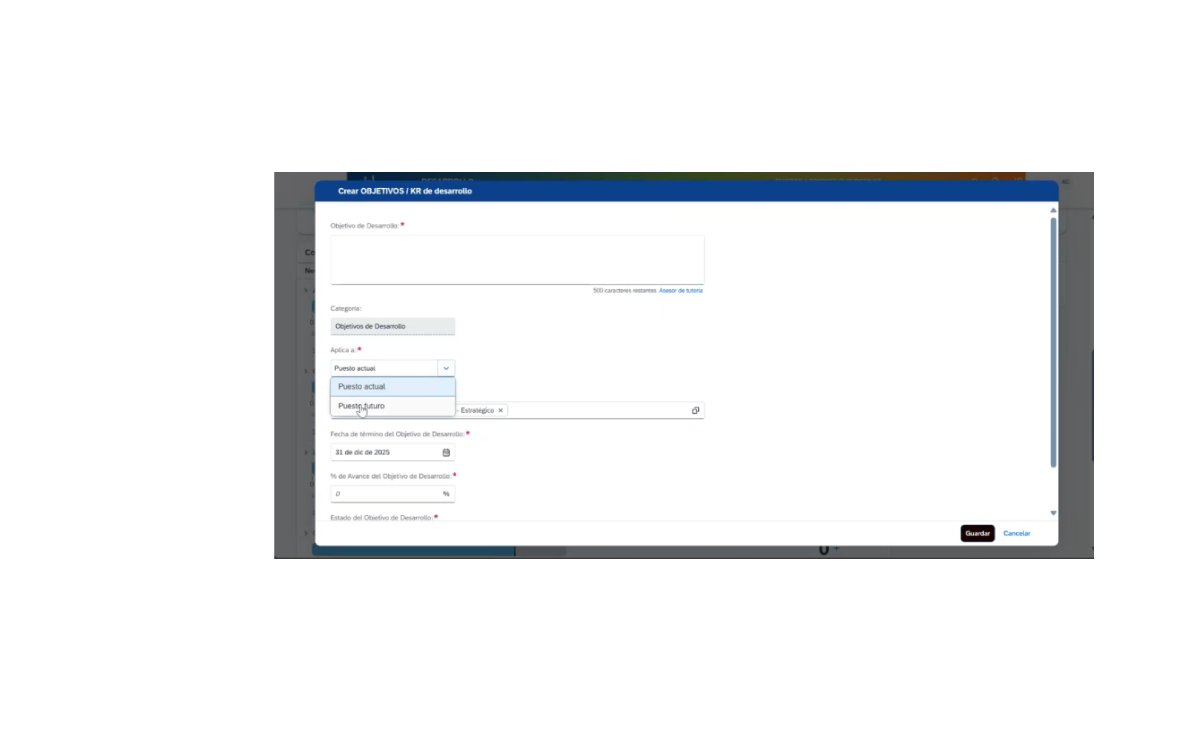 DESARROLLO
Crear OBJETIVOS / KR de desarrollo
Objetivo de Desarrollo: *
500 caracteres restantes Asesor de tutoría
Categoría:
Objetivos de Desarrollo
Aplica a: *
Puesto actual
Puesto actual
Puesto futuro
- Estratégico ×
Fecha de término del Objetivo de Desarrollo: *
31 de dic de 2025
% de Avance del Objetivo de Desarrollo: *
0 %
Estado del Objetivo de Desarrollo: *
Guardar Cancelar